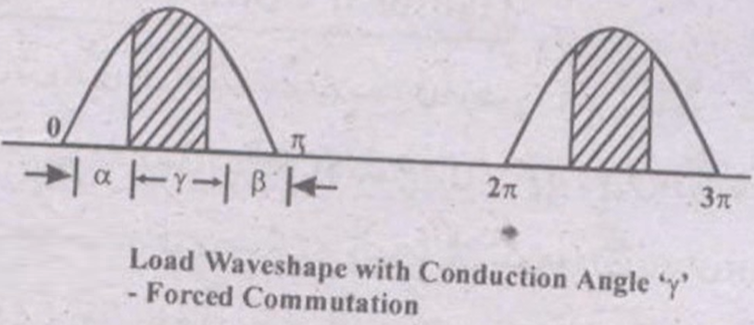 0 π 2π 3π
α γ β
Load Waveshape with Conduction Angle ‘γ’
- Forced Commutation